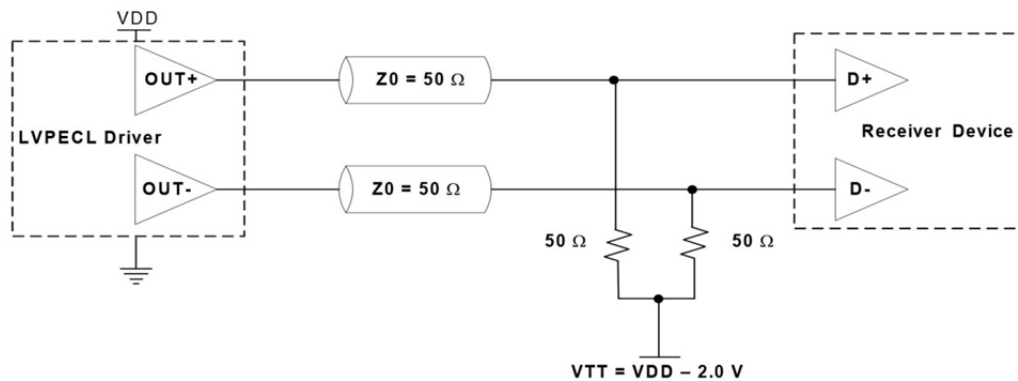 VDD
OUT+
Z0 = 50 Ω
D+
LVPECL Driver
Receiver Device
OUT-
Z0 = 50 Ω
D-
50 Ω
50 Ω
VTT = VDD – 2.0 V